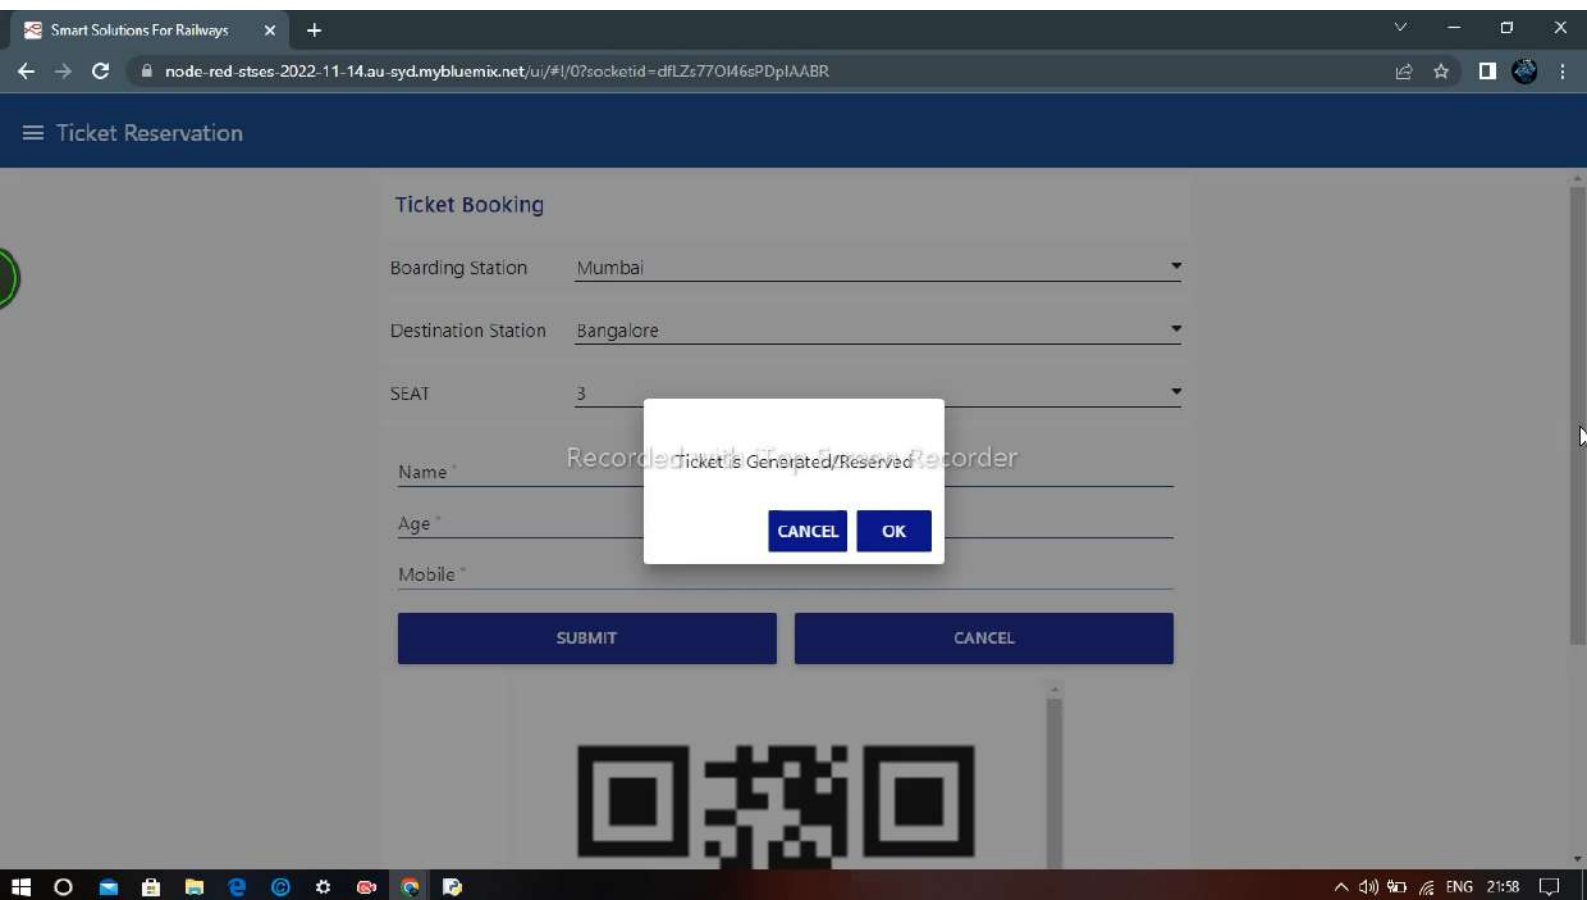 Smart Solutions For Railways
node-red-stses-2022-11-14.au-syd.mybluemix.net/ui/#!/0?socketid=dfLZs77OI46sPDpIAABR
Ticket Reservation
Ticket Booking
Boarding Station Mumbai
Destination Station Bangalore
SEAT 3
Recorded with iTop Screen Recorder
Ticket is Generated/Reserved
Name *
CANCEL OK
Age *
Mobile *
SUBMIT CANCEL
ENG 21:58